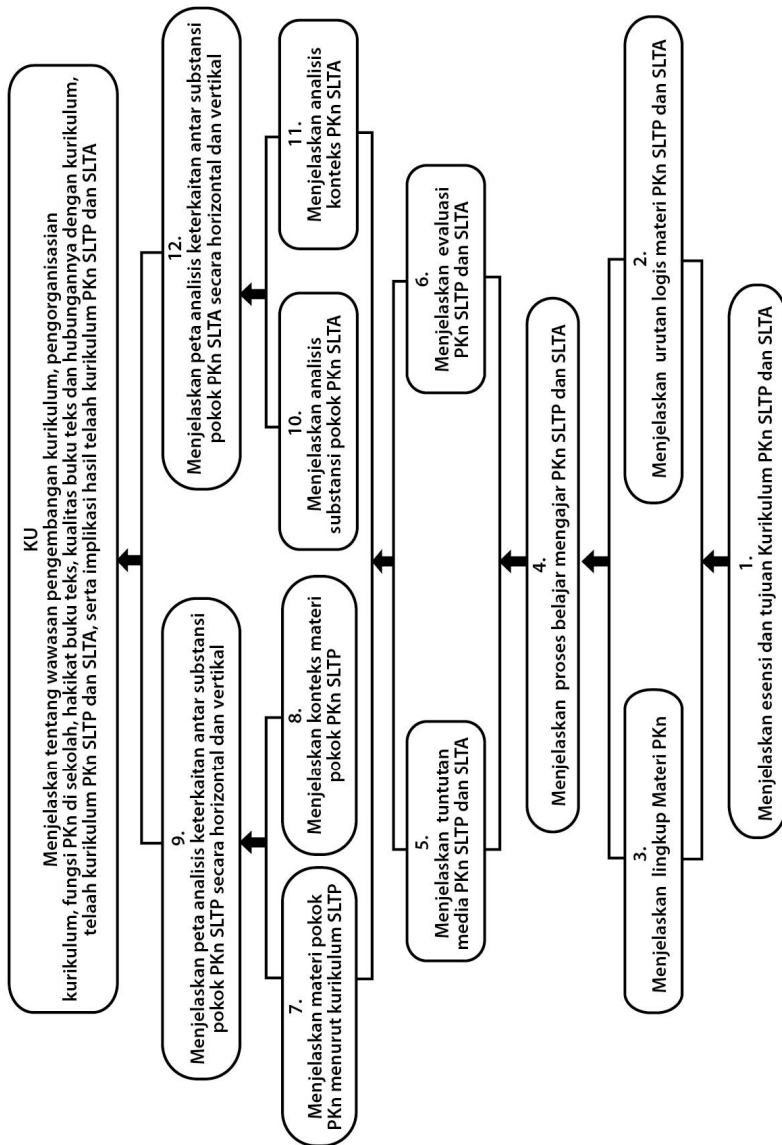 KU
Menjelaskan tentang wawasan pengembangan kurikulum, pengorganisasian
kurikulum, fungsi PKn di sekolah, hakikat buku teks, kualitas buku teks dan hubungannya dengan kurikulum,
telaah kurikulum PKn SLTP dan SLTA, serta implikasi hasil telaah kurikulum PKn SLTP dan SLTA
9.
Menjelaskan peta analisis keterkaitan antar substansi
pokok PKn SLTP secara horizontal dan vertikal
12.
Menjelaskan peta analisis keterkaitan antar substansi
pokok PKn SLTA secara horizontal dan vertikal
7.
Menjelaskan materi pokok
PKn menurut kurikulum SLTP
8.
Menjelaskan konteks materi
pokok PKn SLTP
10.
Menjelaskan analisis
substansi pokok PKn SLTA
11.
Menjelaskan analisis
konteks PKn SLTA
5.
Menjelaskan tuntutan
media PKn SLTP dan SLTA
6.
Menjelaskan evaluasi
PKn SLTP dan SLTA
4.
Menjelaskan proses belajar mengajar PKn SLTP dan SLTA
3.
Menjelaskan lingkup Materi PKn
2.
Menjelaskan urutan logis materi PKn SLTP dan SLTA
1.
Menjelaskan esensi dan tujuan Kurikulum PKn SLTP dan SLTA